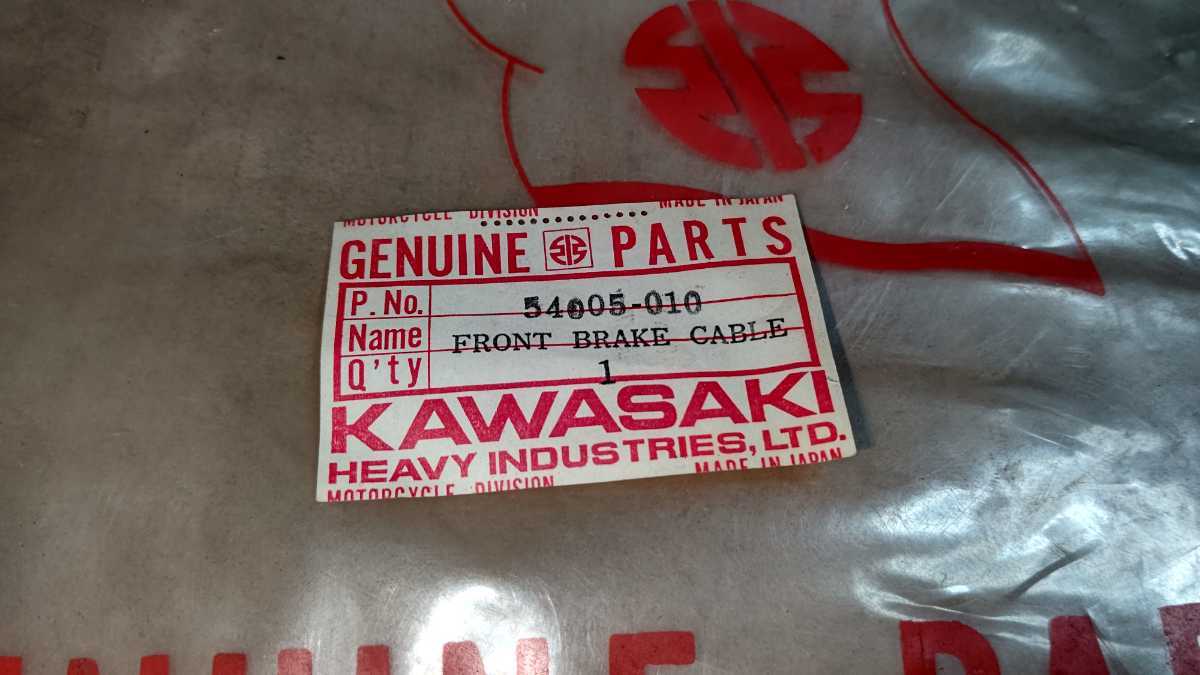 MOTORCYCLE DIVISION MADE IN JAPAN
GENUINE PARTS
P. No. 54005-010
Name FRONT BRAKE CABLE
Q'ty 1
KAWASAKI
HEAVY INDUSTRIES, LTD.
MOTORCYCLE DIVISION MADE IN JAPAN